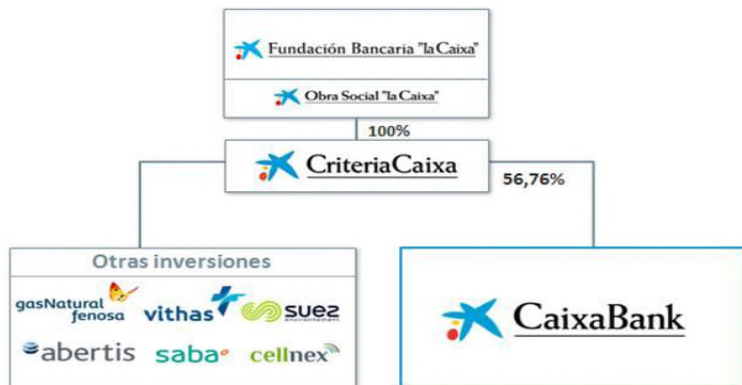 Fundación Bancaria "la Caixa"
Obra Social "la Caixa"
100%
CriteriaCaixa
56,76%
Otras inversiones
gasNatural
fenosa
vithas
suez
environnement
abertis
saba
cellnex
CaixaBank